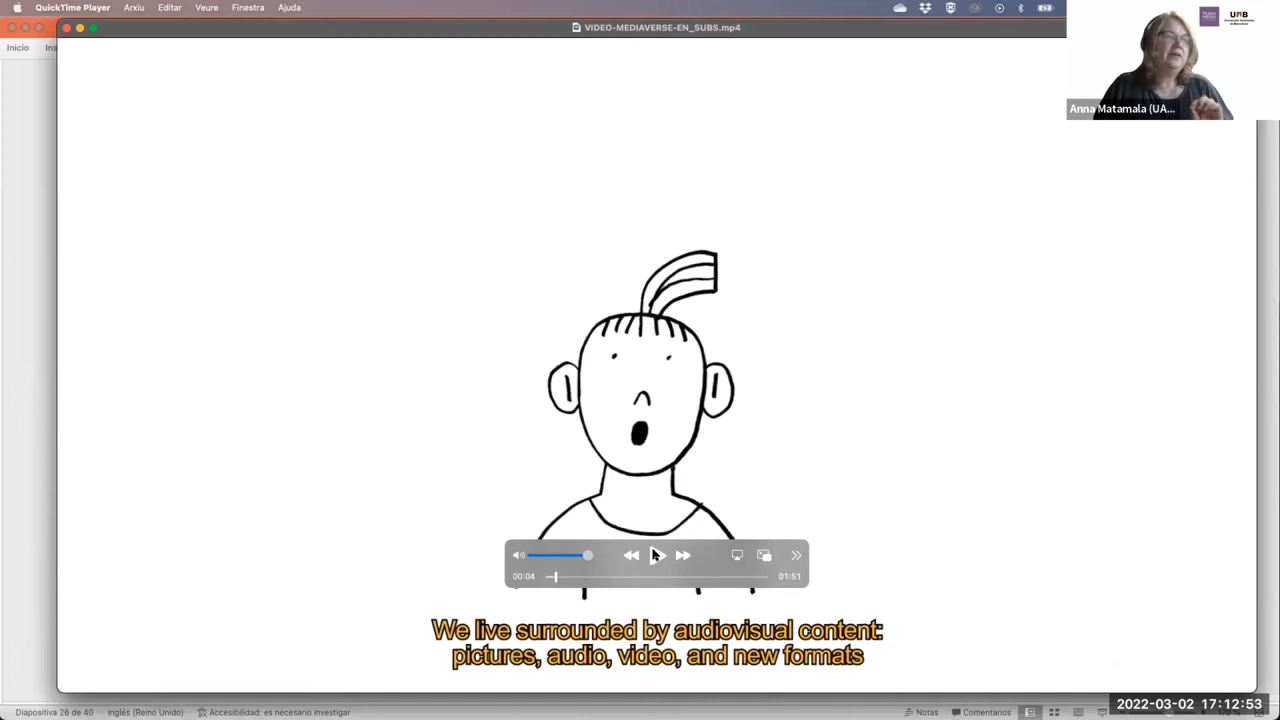 QuickTime Player Arxiu Editar Veure Finestra Ajuda
VIDEO-MEDIAVERSE-EN_SUBS.mp4
Inicio Ins
UAB
Anna Matamala (UA...
00:04 01:51
We live surrounded by audiovisual content:
pictures, audio, video, and new formats
2022-03-02 17:12:53
Diapositiva 26 de 40 Inglés (Reino Unido) Accesibilidad: es necesario investigar Notas Comentarios